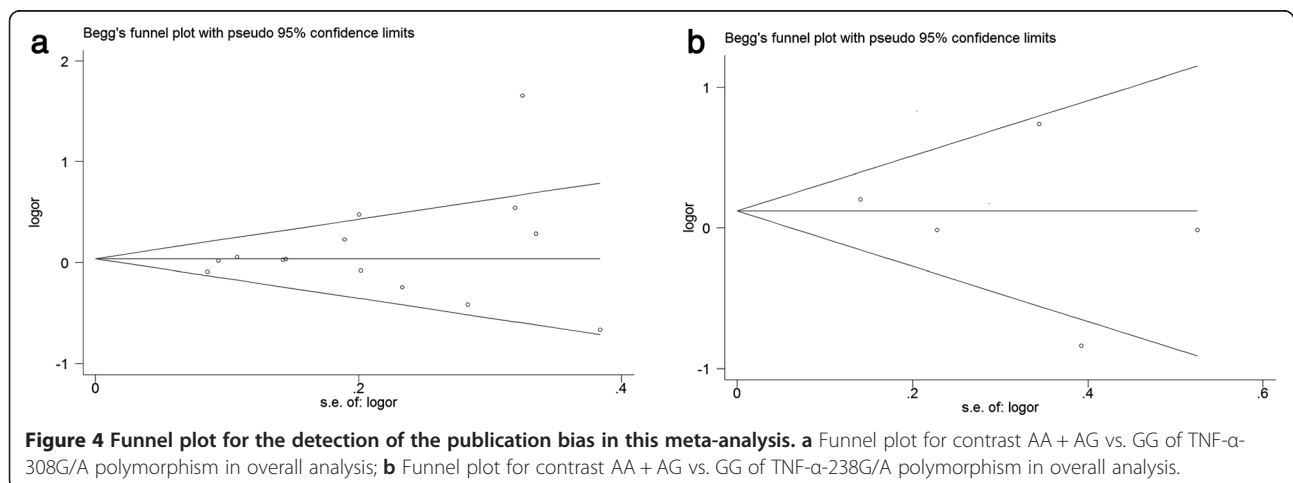 a
Begg's funnel plot with pseudo 95% confidence limits
2
1
0
-1
logor
0
.2
.4
s.e. of: logor
b
Begg's funnel plot with pseudo 95% confidence limits
1
0
-1
logor
0
.2
.4
.6
s.e. of: logor
Figure 4 Funnel plot for the detection of the publication bias in this meta-analysis. a Funnel plot for contrast AA + AG vs. GG of TNF-α-
308G/A polymorphism in overall analysis; b Funnel plot for contrast AA + AG vs. GG of TNF-α-238G/A polymorphism in overall analysis.